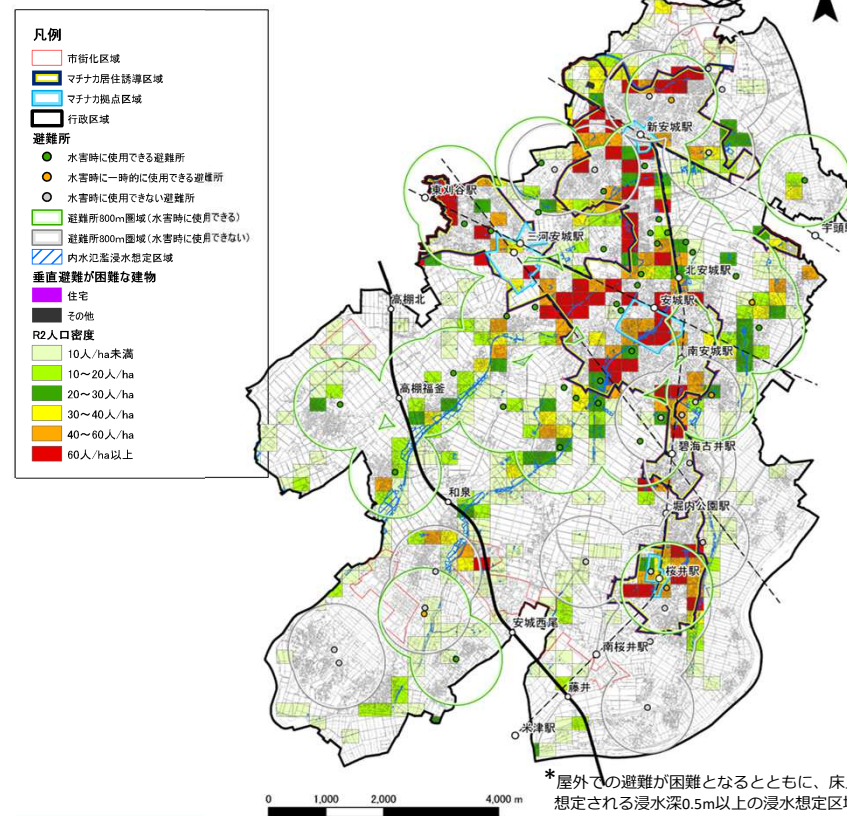 凡例
市街化区域
マチナカ居住誘導区域
マチナカ拠点区域
行政区域
避難所
水害時に使用できる避難所
水害時に一時的に使用できる避難所
水害時に使用できない避難所
避難所800m圏域(水害時に使用できる)
避難所800m圏域(水害時に使用できない)
内水氾濫浸水想定区域
垂直避難が困難な建物
住宅
その他
R2人口密度
10人/ha未満
10～20人/ha
20～30人/ha
30～40人/ha
40～60人/ha
60人/ha以上
新安城駅
東刈谷駅
宇頭
三河安城駅
北安城駅
高棚北
安城駅
南安城駅
高棚福釜
碧海古井駅
和泉
堀内公園駅
桜井駅
安城西尾
南桜井駅
藤井
米津駅
*屋外での避難が困難となるとともに、床
想定される浸水深0.5m以上の浸水想定区域
0 1,000 2,000 4,000 m